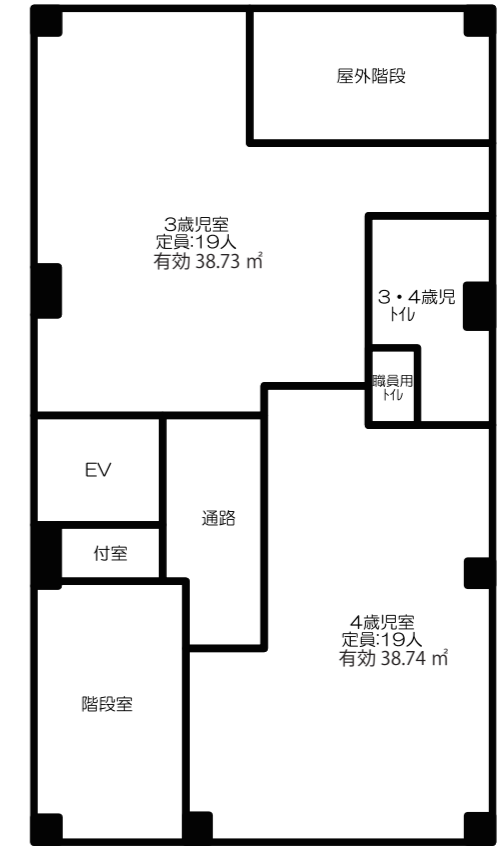 屋外階段
3歳児室
定員:19人
有効 38.73 ㎡
3・4歳児
トイレ
職員用
トイレ
EV
通路
付室
4歳児室
定員:19人
有効 38.74 ㎡
階段室